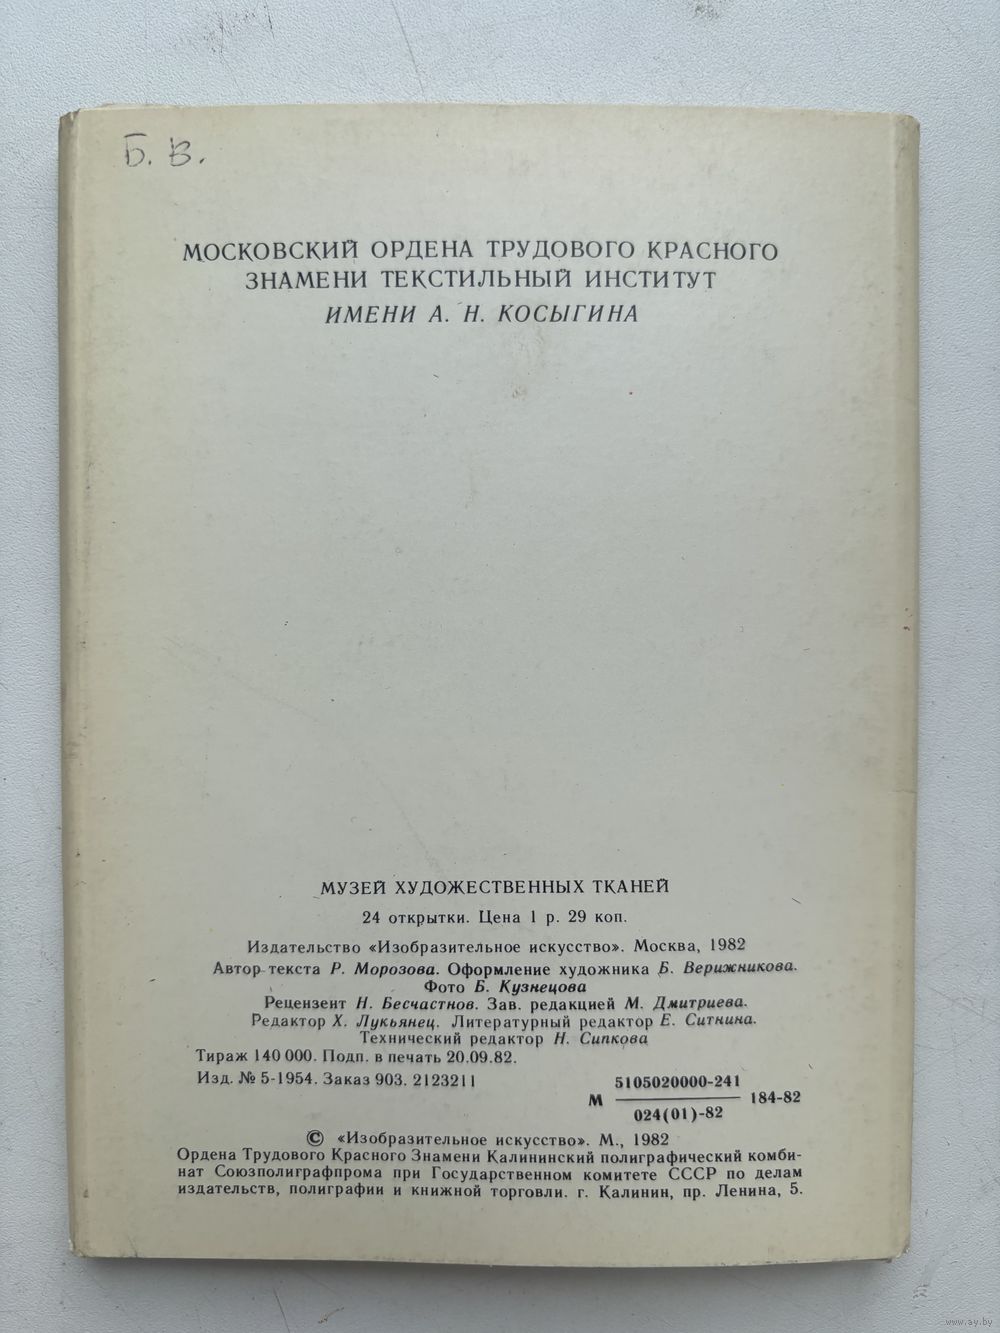 Б. В.
МОСКОВСКИЙ ОРДЕНА ТРУДОВОГО КРАСНОГО
ЗНАМЕНИ ТЕКСТИЛЬНЫЙ ИНСТИТУТ
ИМЕНИ А. Н. КОСЫГИНА
МУЗЕЙ ХУДОЖЕСТВЕННЫХ ТКАНЕЙ
24 открытки. Цена 1 р. 29 коп.
Издательство «Изобразительное искусство». Москва, 1982
Автор текста Р. Морозова. Оформление художника Б. Верижникова.
Фото Б. Кузнецова
Рецензент Н. Бесчастнов. Зав. редакцией М. Дмитриева.
Редактор Х. Лукьянец. Литературный редактор Е. Ситнина.
Технический редактор Н. Сипкова
Тираж 140 000. Подп. в печать 20.09.82.
Изд. № 5-1954. Заказ 903. 2123211
5105020000-241
М 184-82
024(01)-82
© «Изобразительное искусство». М., 1982
Ордена Трудового Красного Знамени Калининский полиграфический комби-
нат Союзполиграфпрома при Государственном комитете СССР по делам
издательств, полиграфии и книжной торговли. г. Калинин, пр. Ленина, 5.
www.ay.by